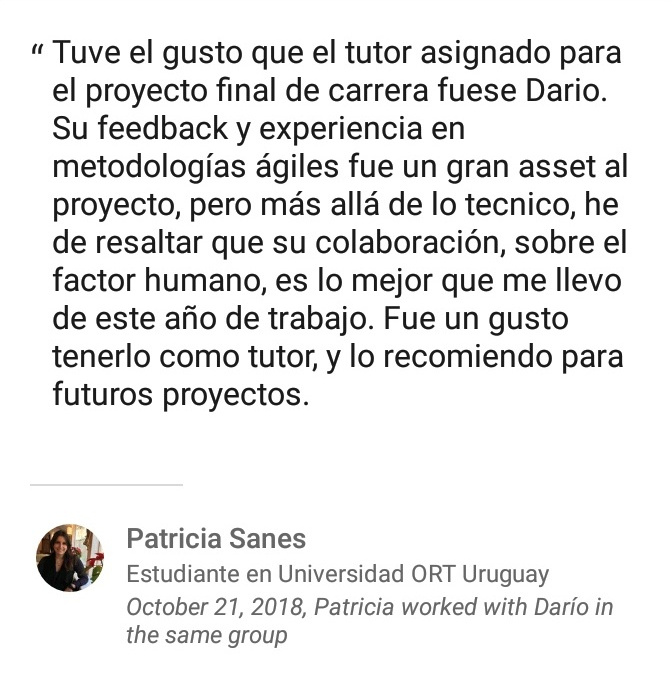 “ Tuve el gusto que el tutor asignado para
el proyecto final de carrera fuese Dario.
Su feedback y experiencia en
metodologías ágiles fue un gran asset al
proyecto, pero más allá de lo tecnico, he
de resaltar que su colaboración, sobre el
factor humano, es lo mejor que me llevo
de este año de trabajo. Fue un gusto
tenerlo como tutor, y lo recomiendo para
futuros proyectos.
Patricia Sanes
Estudiante en Universidad ORT Uruguay
October 21, 2018, Patricia worked with Darío in
the same group